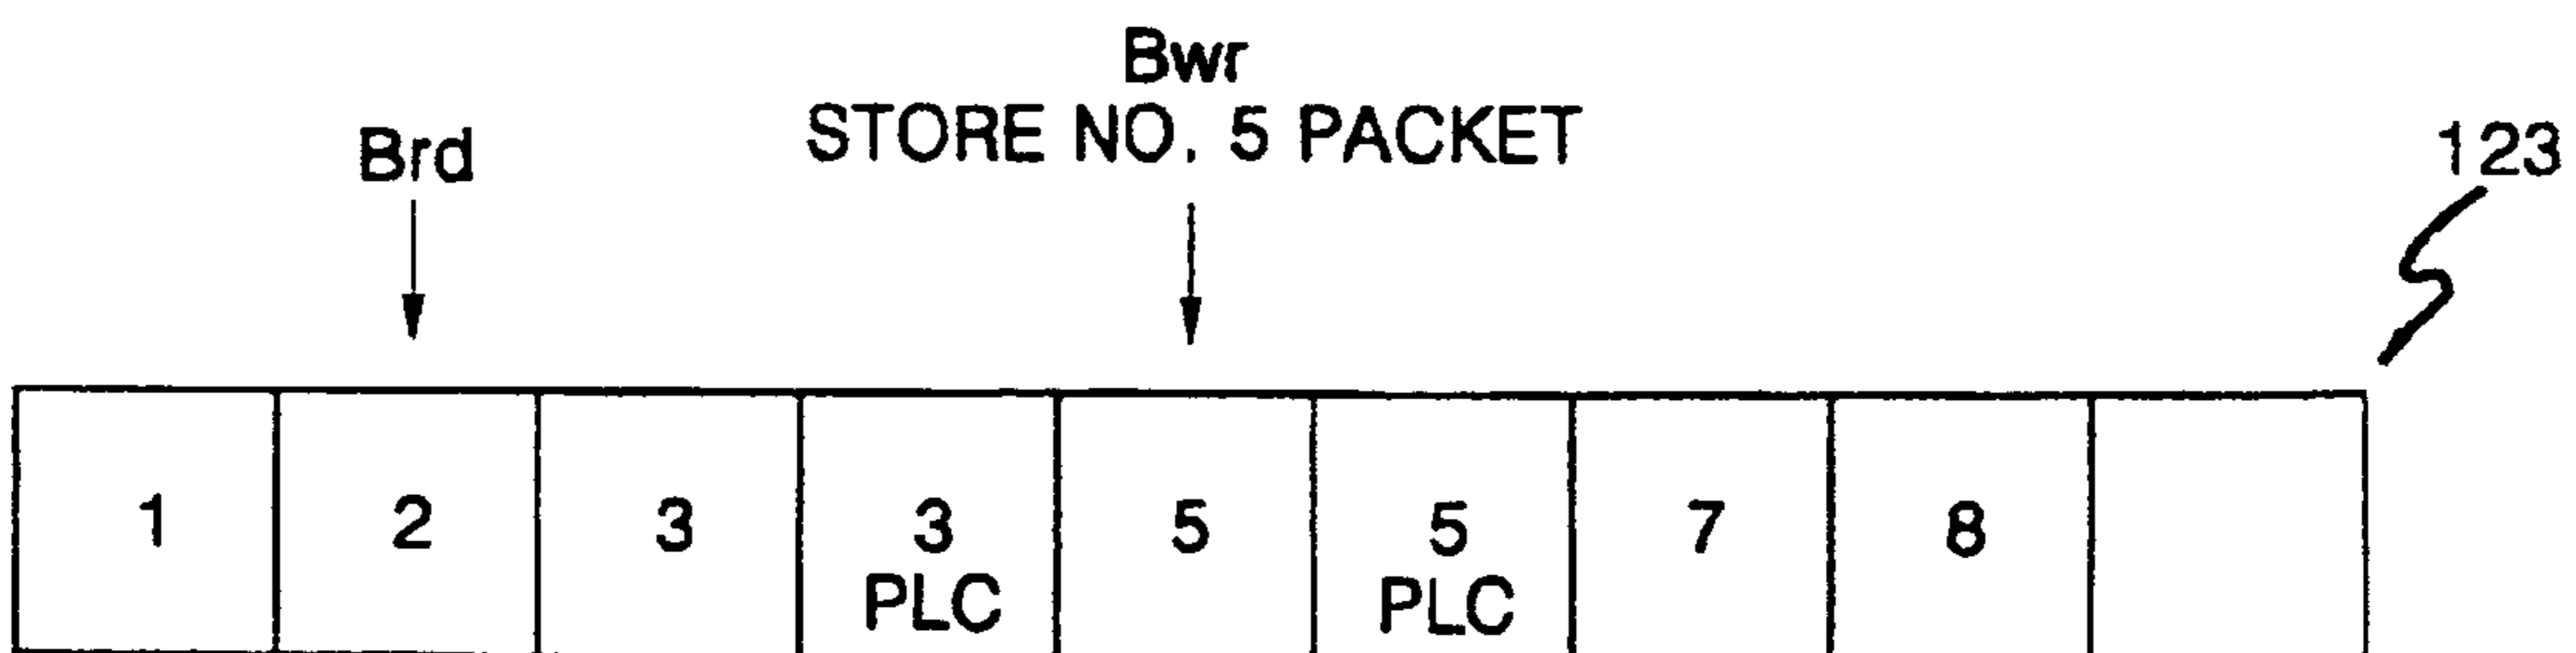 Bwr
STORE NO. 5 PACKET
Brd
123
1 2 3 3 5 5 7 8
PLC PLC